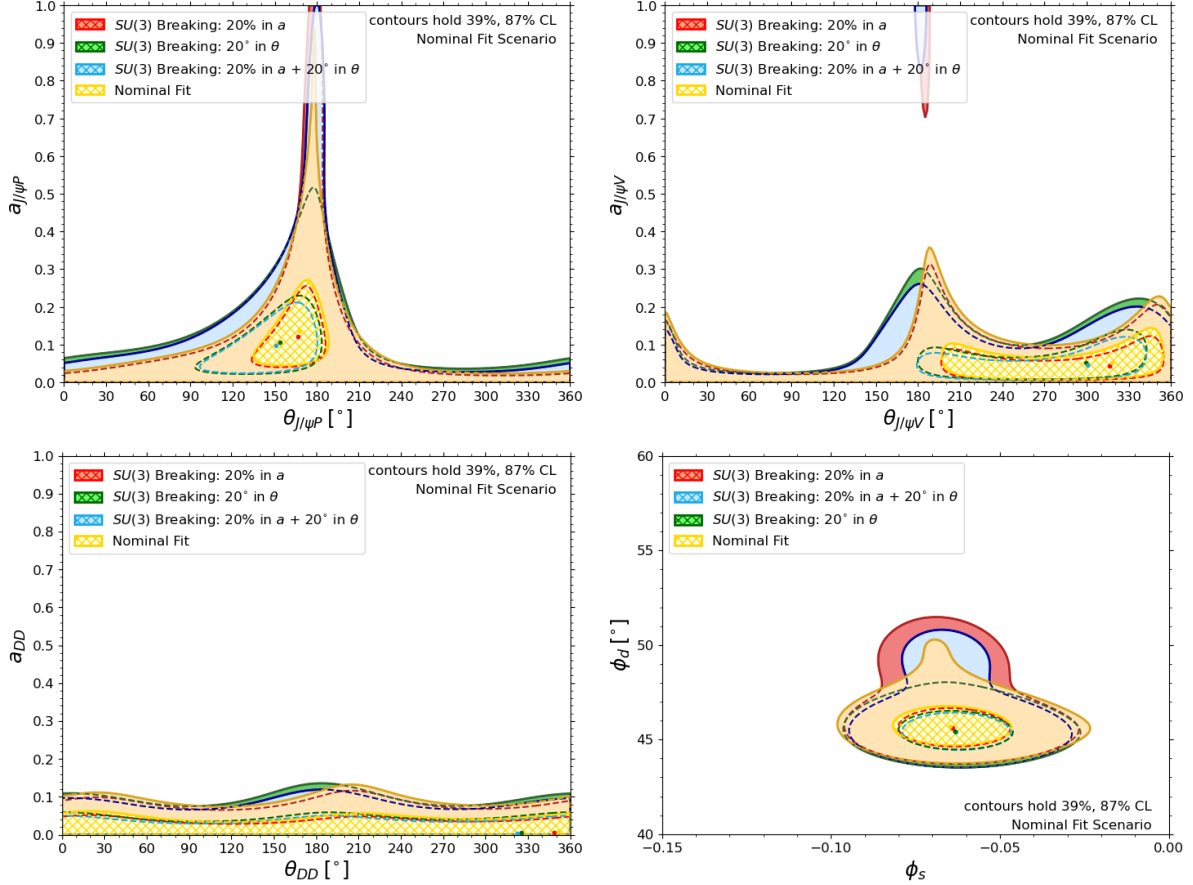 contours hold 39%, 87% CL
Nominal Fit Scenario
SU(3) Breaking: 20% in a
SU(3) Breaking: 20° in θ
SU(3) Breaking: 20% in a + 20° in θ
Nominal Fit
1.0
0.9
0.8
0.7
0.6
0.5
0.4
0.3
0.2
0.1
0.0
a_{J/ψP}
0 30 60 90 120 150 180 210 240 270 300 330 360
θ_{J/ψP} [°]
contours hold 39%, 87% CL
Nominal Fit Scenario
SU(3) Breaking: 20% in a
SU(3) Breaking: 20° in θ
SU(3) Breaking: 20% in a + 20° in θ
Nominal Fit
1.0
0.9
0.8
0.7
0.6
0.5
0.4
0.3
0.2
0.1
0.0
a_{J/ψV}
0 30 60 90 120 150 180 210 240 270 300 330 360
θ_{J/ψV} [°]
contours hold 39%, 87% CL
Nominal Fit Scenario
SU(3) Breaking: 20% in a
SU(3) Breaking: 20° in θ
SU(3) Breaking: 20% in a + 20° in θ
Nominal Fit
1.0
0.9
0.8
0.7
0.6
0.5
0.4
0.3
0.2
0.1
0.0
a_{DD}
0 30 60 90 120 150 180 210 240 270 300 330 360
θ_{DD} [°]
SU(3) Breaking: 20% in a
SU(3) Breaking: 20% in a + 20° in θ
SU(3) Breaking: 20° in θ
Nominal Fit
60
55
50
45
40
ϕ_d [°]
contours hold 39%, 87% CL
Nominal Fit Scenario
−0.15 −0.10 −0.05 0.00
ϕ_s